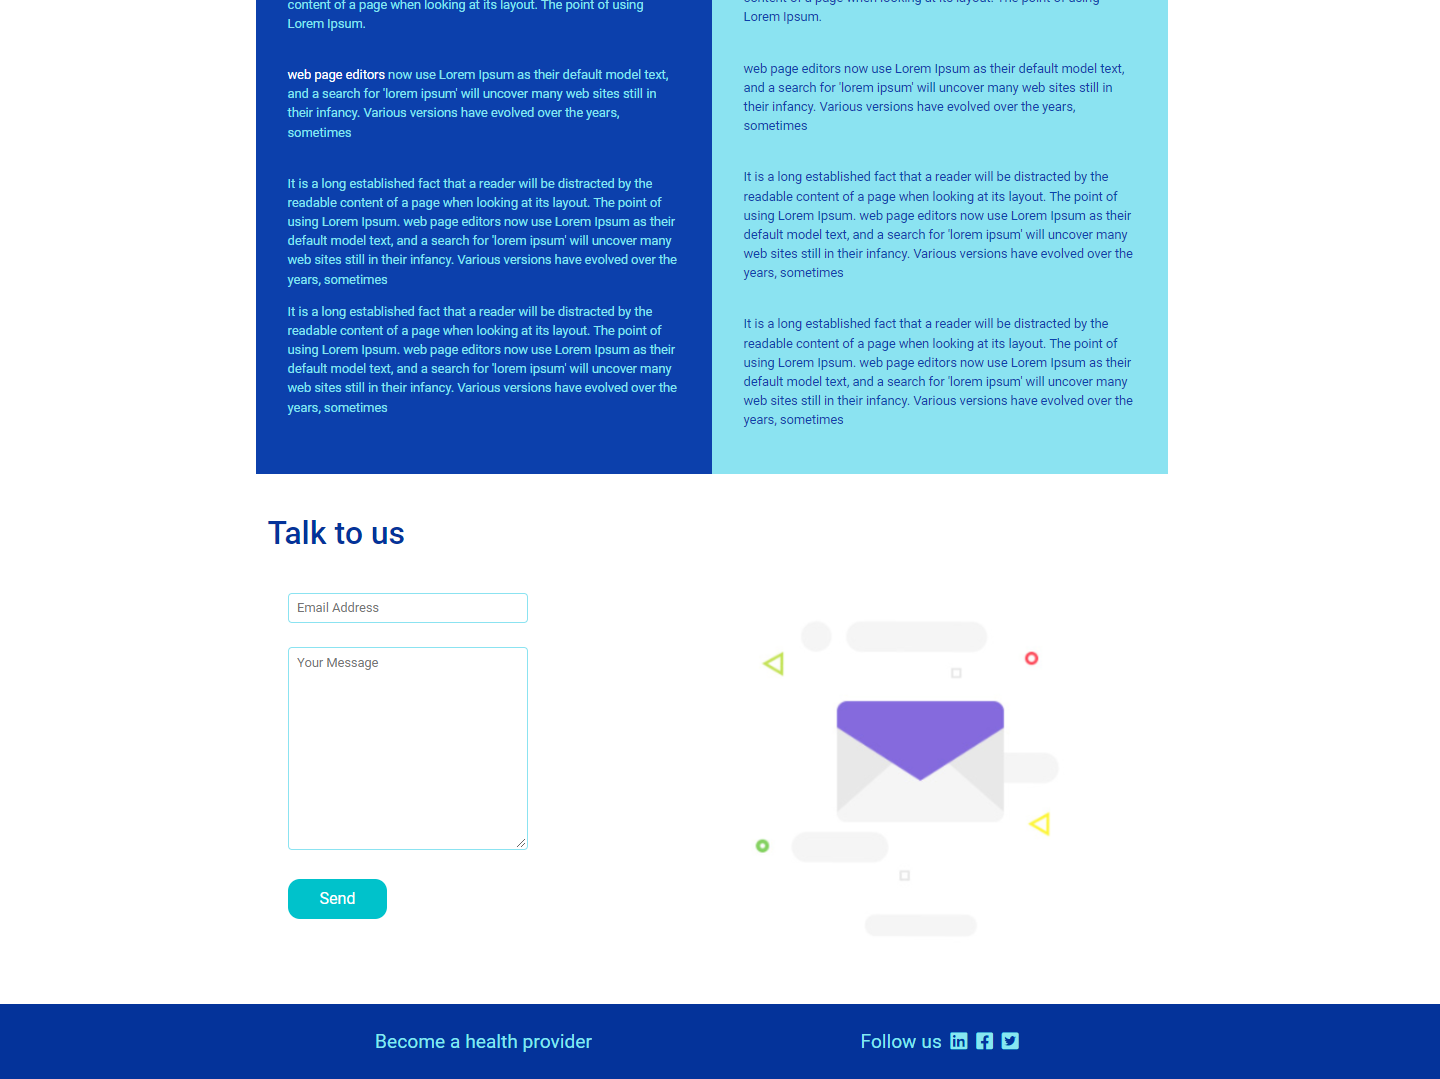 content of a page when looking at its layout. The point of using
Lorem Ipsum.
web page editors now use Lorem Ipsum as their default model text,
and a search for 'lorem ipsum' will uncover many web sites still in
their infancy. Various versions have evolved over the years,
sometimes
It is a long established fact that a reader will be distracted by the
readable content of a page when looking at its layout. The point of
using Lorem Ipsum. web page editors now use Lorem Ipsum as their
default model text, and a search for 'lorem ipsum' will uncover many
web sites still in their infancy. Various versions have evolved over the
years, sometimes
It is a long established fact that a reader will be distracted by the
readable content of a page when looking at its layout. The point of
using Lorem Ipsum. web page editors now use Lorem Ipsum as their
default model text, and a search for 'lorem ipsum' will uncover many
web sites still in their infancy. Various versions have evolved over the
years, sometimes
content of a page when looking at its layout. The point of using
Lorem Ipsum.
web page editors now use Lorem Ipsum as their default model text,
and a search for 'lorem ipsum' will uncover many web sites still in
their infancy. Various versions have evolved over the years,
sometimes
It is a long established fact that a reader will be distracted by the
readable content of a page when looking at its layout. The point of
using Lorem Ipsum. web page editors now use Lorem Ipsum as their
default model text, and a search for 'lorem ipsum' will uncover many
web sites still in their infancy. Various versions have evolved over the
years, sometimes
It is a long established fact that a reader will be distracted by the
readable content of a page when looking at its layout. The point of
using Lorem Ipsum. web page editors now use Lorem Ipsum as their
default model text, and a search for 'lorem ipsum' will uncover many
web sites still in their infancy. Various versions have evolved over the
years, sometimes
Talk to us
Email Address
Your Message
Send
Become a health provider
Follow us